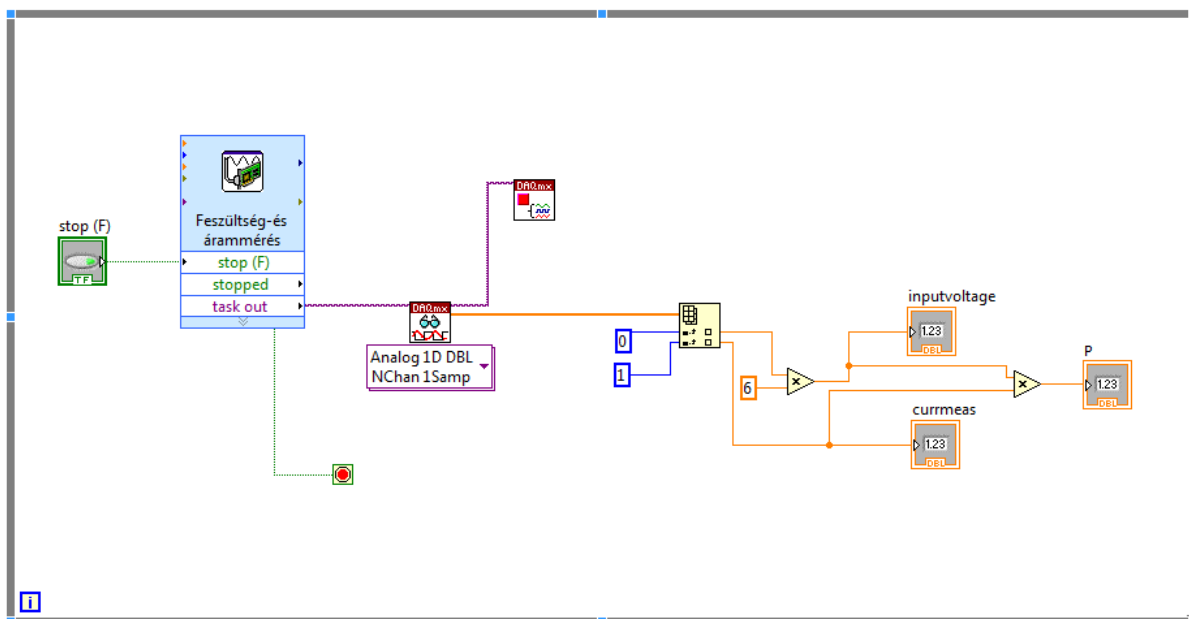 DAQmx
stop (F)
TF
Feszültség-és
árammérés
stop (F)
stopped
task out
DAQmx
Analog 1D DBL
NChan 1Samp
0
1
6
inputvoltage
1.23
DBL
P
1.23
DBL
currmeas
1.23
DBL
i